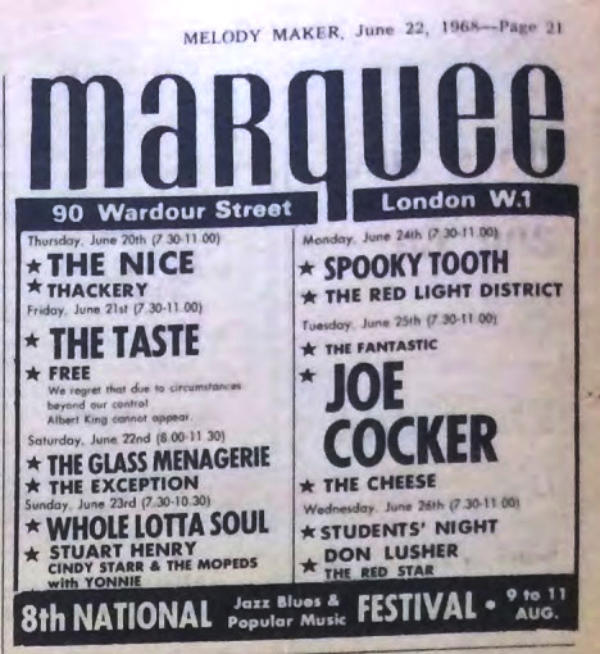 MELODY MAKER, June 22, 1968—Page 21
marquee
90 Wardour Street
London W.1
Thursday, June 20th (7.30-11.00)
★ THE NICE
★ THACKERY
Friday, June 21st (7.30-11.00)
★ THE TASTE
★ FREE
We regret that due to circumstances
beyond our control
Albert King cannot appear.
Saturday, June 22nd (8.00-11.30)
★ THE GLASS MENAGERIE
★ THE EXCEPTION
Sunday, June 23rd (7.30-10.30)
★ WHOLE LOTTA SOUL
★ STUART HENRY
CINDY STARR & THE MOPEDS
with YONNIE
Monday, June 24th (7.30-11.00)
★ SPOOKY TOOTH
★ THE RED LIGHT DISTRICT
Tuesday, June 25th (7.30-11.00)
★ THE FANTASTIC
★ JOE
COCKER
★ THE CHEESE
Wednesday, June 26th (7.30-11.00)
★ STUDENTS' NIGHT
★ DON LUSHER
THE RED STAR
8th NATIONAL Jazz Blues & Popular Music FESTIVAL • 9 to 11 AUG.